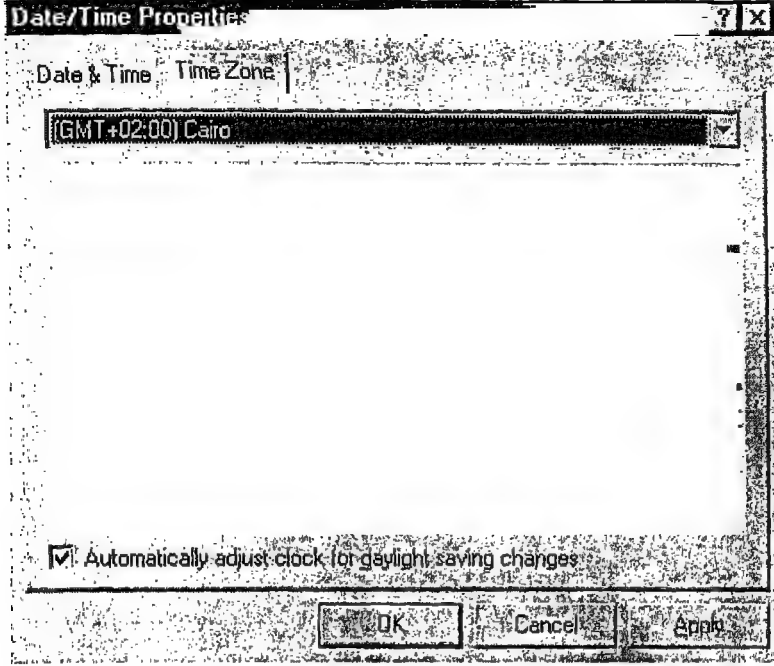 Date/Time Properties
Date & Time Time Zone
(GMT+02:00) Cairo
Automatically adjust clock for daylight saving changes
OK Cancel Apply